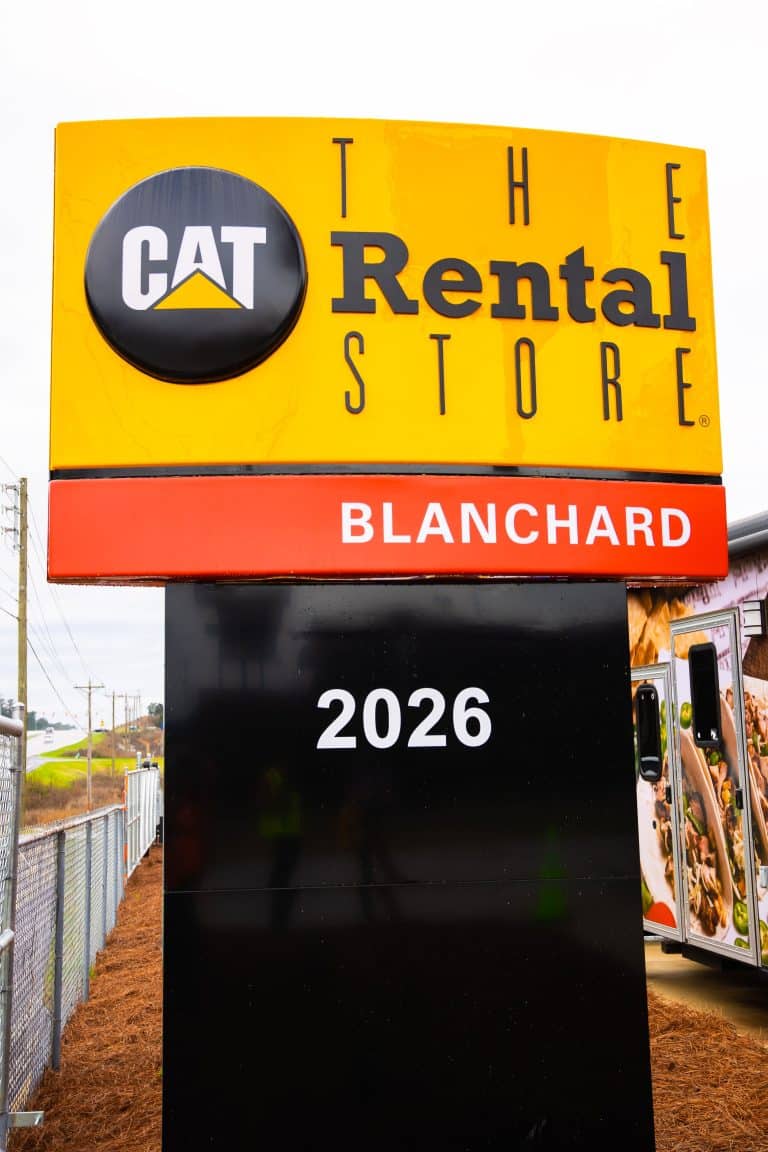 CAT
THE
Rental
STORE®
BLANCHARD
2026